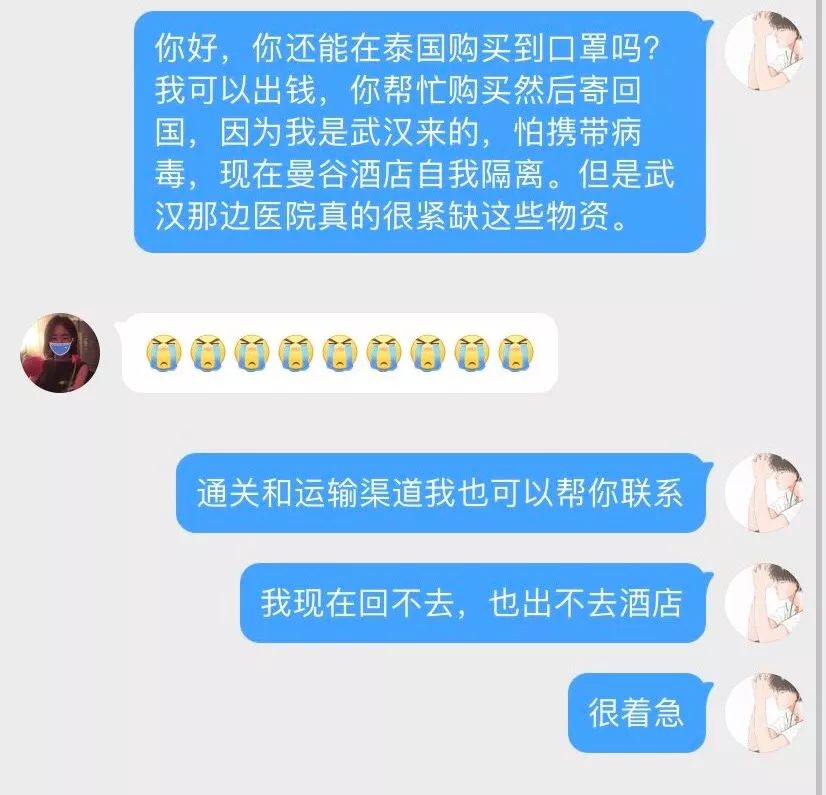 你好，你还能在泰国购买到口罩吗？
我可以出钱，你帮忙购买然后寄回
国，因为我是武汉来的，怕携带病
毒，现在曼谷酒店自我隔离。但是武
汉那边医院真的很紧缺这些物资。
😭😭😭😭😭😭😭😭😭
通关和运输渠道我也可以帮你联系
我现在回不去，也出不去酒店
很着急